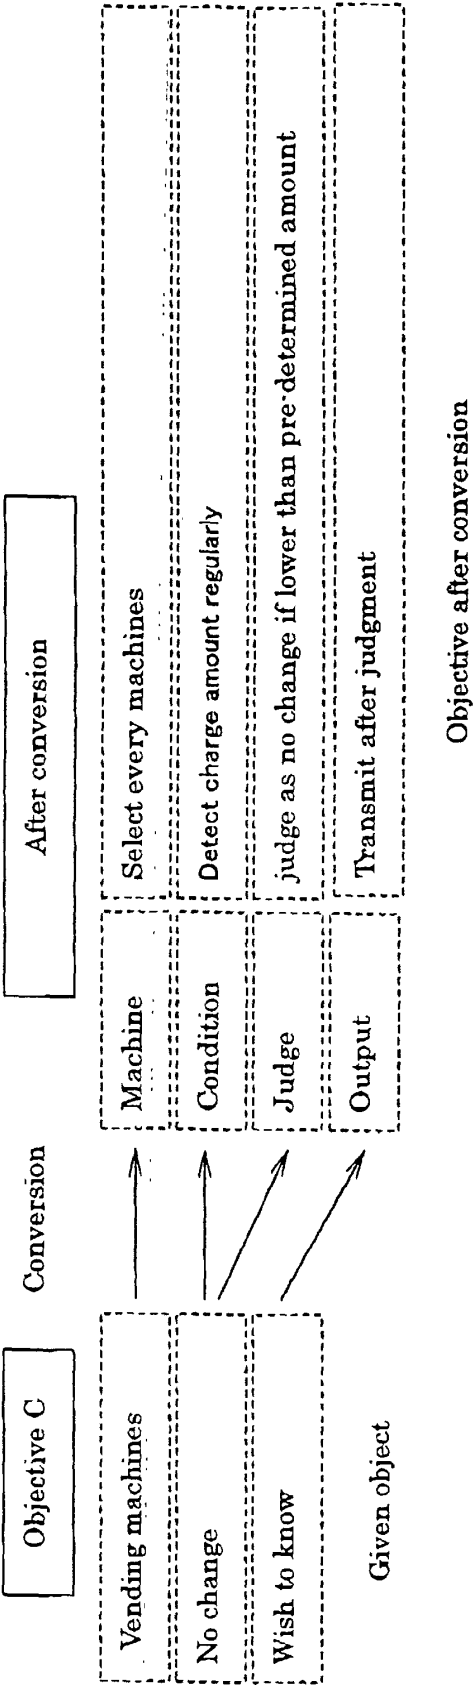 Objective C
Conversion
After conversion
Vending machines
Machine
Select every machines
No change
Condition
Detect charge amount regularly
Wish to know
Judge
judge as no change if lower than pre-determined amount
Output
Transmit after judgment
Given object
Objective after conversion